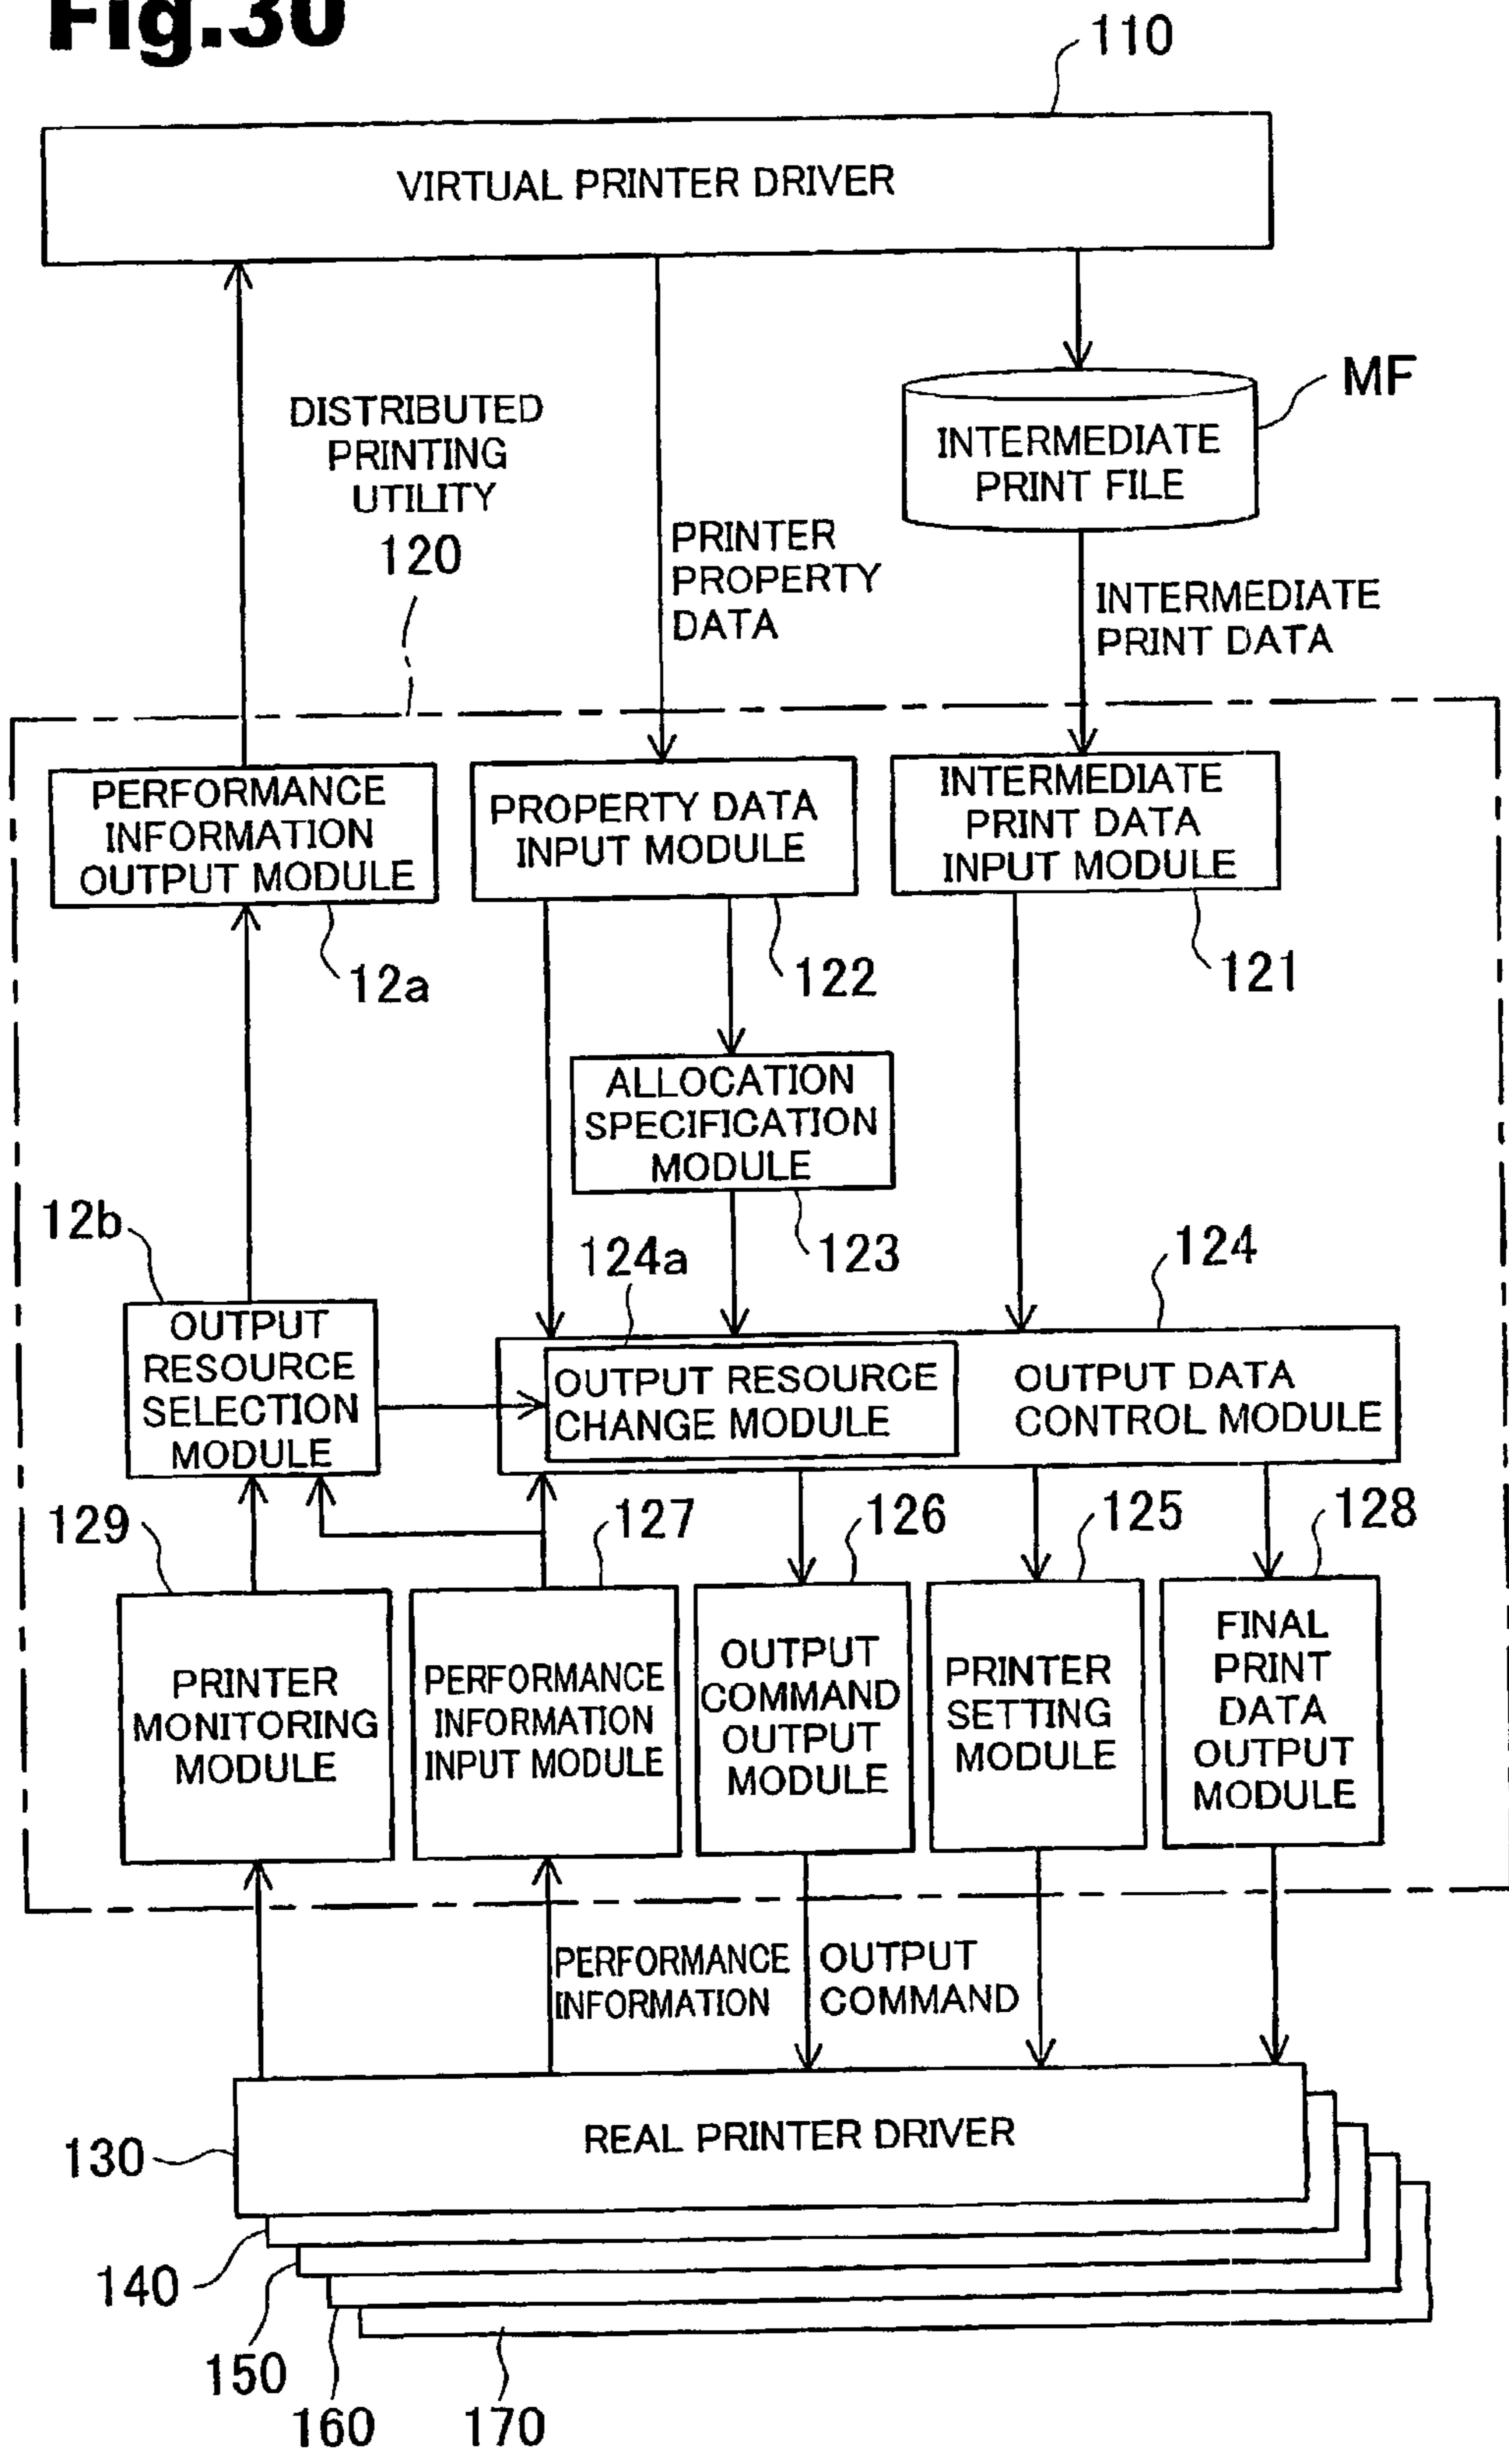 Fig.30
110
VIRTUAL PRINTER DRIVER
MF
DISTRIBUTED
PRINTING
UTILITY
120
INTERMEDIATE
PRINT FILE
PRINTER
PROPERTY
DATA
INTERMEDIATE
PRINT DATA
PERFORMANCE
INFORMATION
OUTPUT MODULE
PROPERTY DATA
INPUT MODULE
INTERMEDIATE
PRINT DATA
INPUT MODULE
12a
122
121
ALLOCATION
SPECIFICATION
MODULE
12b
124a
123
124
OUTPUT
RESOURCE
SELECTION
MODULE
OUTPUT RESOURCE
CHANGE MODULE
OUTPUT DATA
CONTROL MODULE
129
127
126
125
128
PRINTER
MONITORING
MODULE
PERFORMANCE
INFORMATION
INPUT MODULE
OUTPUT
COMMAND
OUTPUT
MODULE
PRINTER
SETTING
MODULE
FINAL
PRINT
DATA
OUTPUT
MODULE
PERFORMANCE
INFORMATION
OUTPUT
COMMAND
REAL PRINTER DRIVER
130
140
150
160
170